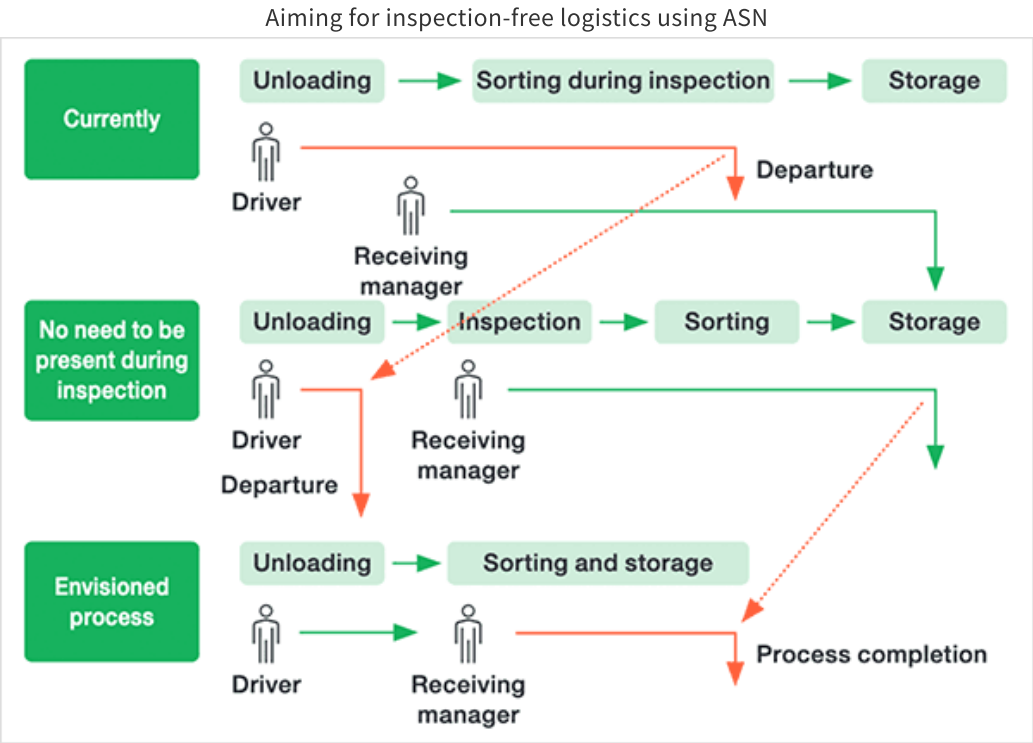 Aiming for inspection-free logistics using ASN
Currently
Unloading
Sorting during inspection
Storage
Driver
Departure
Receiving
manager
No need to be
present during
inspection
Unloading
Inspection
Sorting
Storage
Driver
Receiving
manager
Departure
Envisioned
process
Unloading
Sorting and storage
Driver
Receiving
manager
Process completion